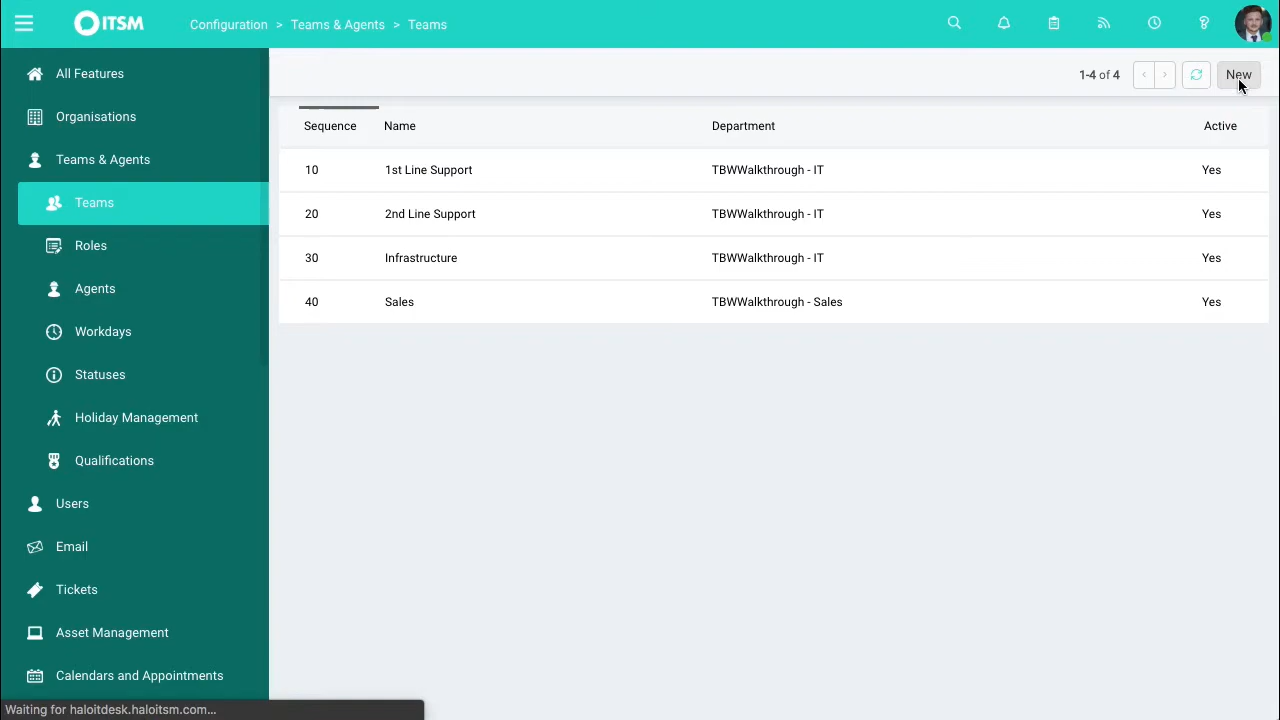 ITSM
Configuration > Teams & Agents > Teams
All Features
Organisations
Teams & Agents
Teams
Roles
Agents
Workdays
Statuses
Holiday Management
Qualifications
Users
Email
Tickets
Asset Management
Calendars and Appointments
1-4 of 4
New
Sequence Name Department Active
10 1st Line Support TBWWalkthrough - IT Yes
20 2nd Line Support TBWWalkthrough - IT Yes
30 Infrastructure TBWWalkthrough - IT Yes
40 Sales TBWWalkthrough - Sales Yes
Waiting for haloitdesk.haloitsm.com...